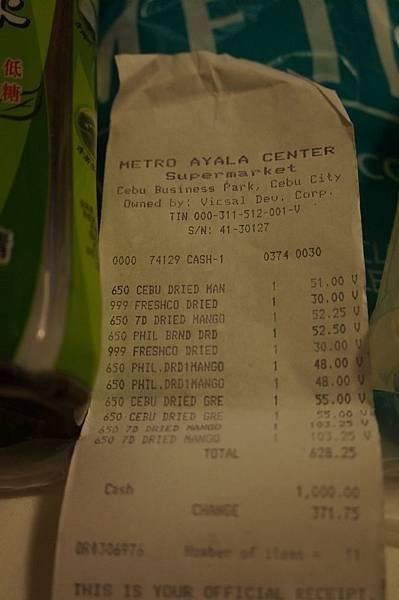 低
糖
METRO AYALA CENTER
Supermarket
Cebu Business Park, Cebu City
Owned by: Vicsal Dev. Corp.
TIN 000-311-512-001-V
S/N: 41-30127
0000 74129 CASH-1 0374 0030
650 CEBU DRIED MAN 1 51.00 V
999 FRESHCO DRIED 1 30.00 V
650 7D DRIED MANGO 1 52.25 V
650 PHIL BRND DRD 1 52.50 V
999 FRESHCO DRIED 1 30.00 V
650 PHIL.DRD1MANGO 1 48.00 V
650 PHIL.DRD1MANGO 1 48.00 V
650 CEBU DRIED GRE 1 55.00 V
650 CEBU DRIED GRE 1 55.00 V
650 7D DRIED MANGO 1 103.25 V
650 7D DRIED MANGO 1 103.25 V
TOTAL 628.25
Cash 1,000.00
CHANGE 371.75
OR#306976 Number of items = 11
THIS IS YOUR OFFICIAL RECEIPT.